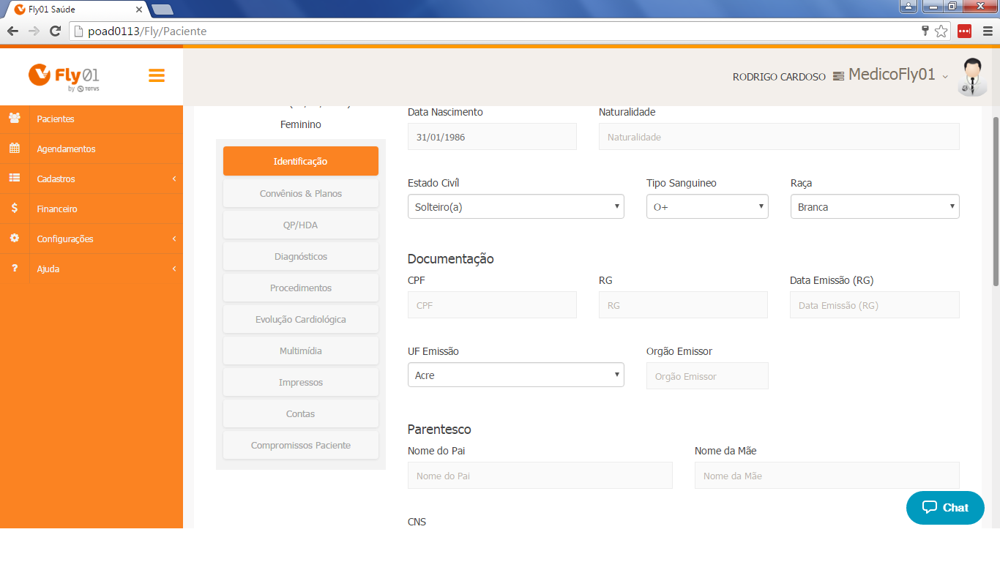 Fly01 Saúde
poad0113/Fly/Paciente
Fly01
by TOTVS
RODRIGO CARDOSO MedicoFly01
Pacientes
Agendamentos
Cadastros
Financeiro
Configurações
Ajuda
Feminino
Identificação
Convênios & Planos
QP/HDA
Diagnósticos
Procedimentos
Evolução Cardiológica
Multimídia
Impressos
Contas
Compromissos Paciente
Data Nascimento Naturalidade
31/01/1986 Naturalidade
Estado Civíl Tipo Sanguineo Raça
Solteiro(a) O+ Branca
Documentação
CPF RG Data Emissão (RG)
CPF RG Data Emissão (RG)
UF Emissão Orgão Emissor
Acre Orgão Emissor
Parentesco
Nome do Pai Nome da Mãe
Nome do Pai Nome da Mãe
CNS
Chat